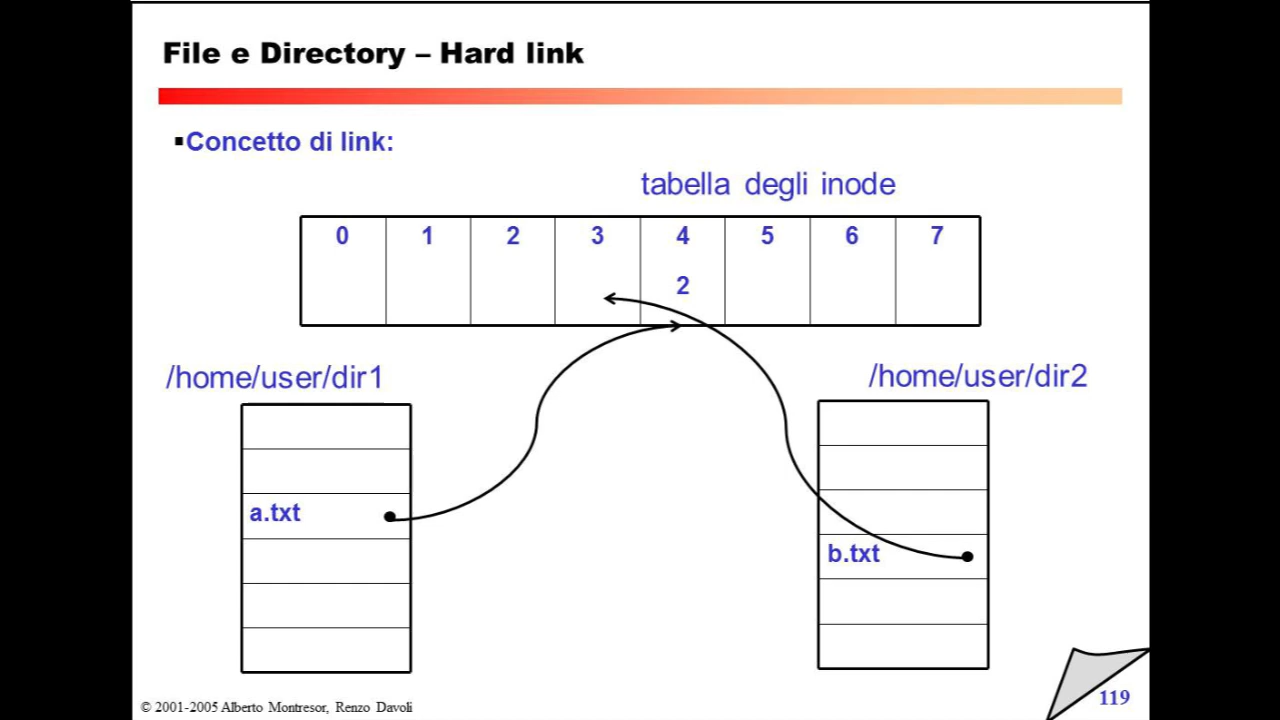 File e Directory – Hard link
▪Concetto di link:
tabella degli inode
0 1 2 3 4 5 6 7
2
/home/user/dir1
/home/user/dir2
a.txt
b.txt
© 2001-2005 Alberto Montresor, Renzo Davoli
119